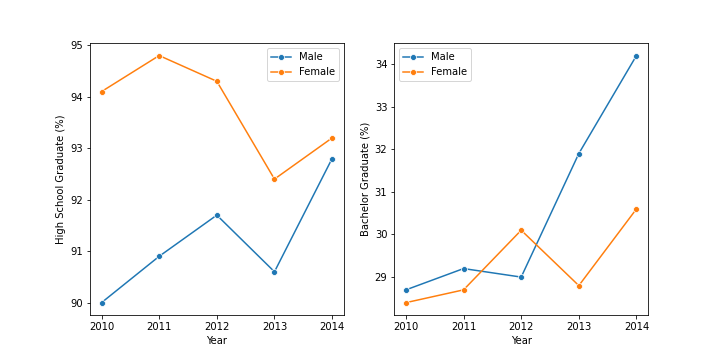 95
94
93
92
91
90
High School Graduate (%)
Male
Female
2010 2011 2012 2013 2014
Year
34
33
32
31
30
29
Bachelor Graduate (%)
Male
Female
2010 2011 2012 2013 2014
Year